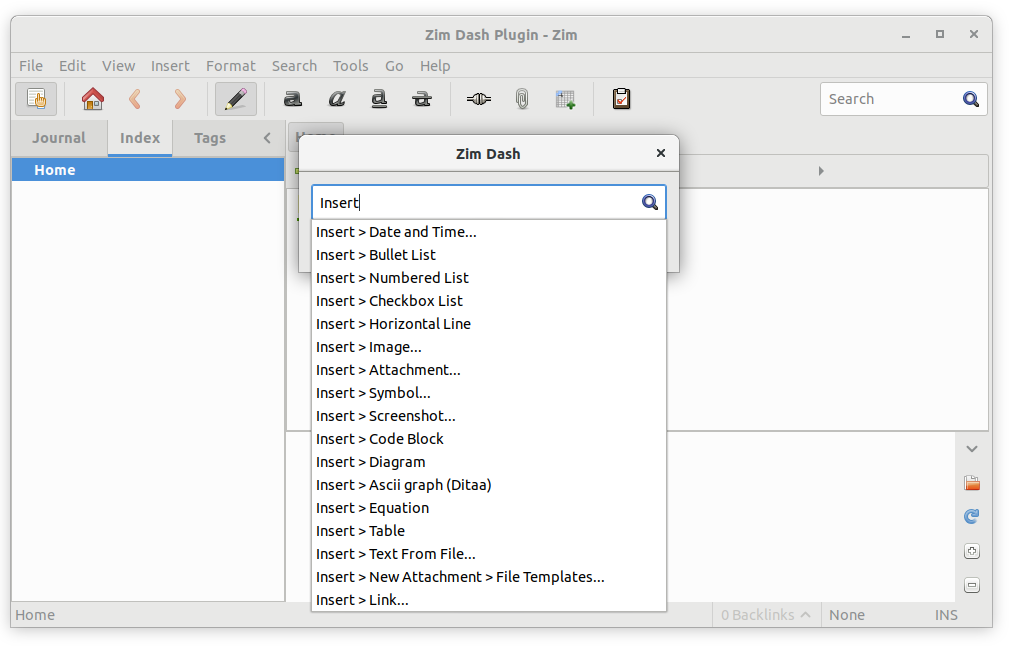 Zim Dash Plugin - Zim
File Edit View Insert Format Search Tools Go Help
a a a a Search
Journal Index Tags
Home
Home
Zim Dash
Insert
Insert > Date and Time...
Insert > Bullet List
Insert > Numbered List
Insert > Checkbox List
Insert > Horizontal Line
Insert > Image...
Insert > Attachment...
Insert > Symbol...
Insert > Screenshot...
Insert > Code Block
Insert > Diagram
Insert > Ascii graph (Ditaa)
Insert > Equation
Insert > Table
Insert > Text From File...
Insert > New Attachment > File Templates...
Insert > Link...
Home 0 Backlinks None INS